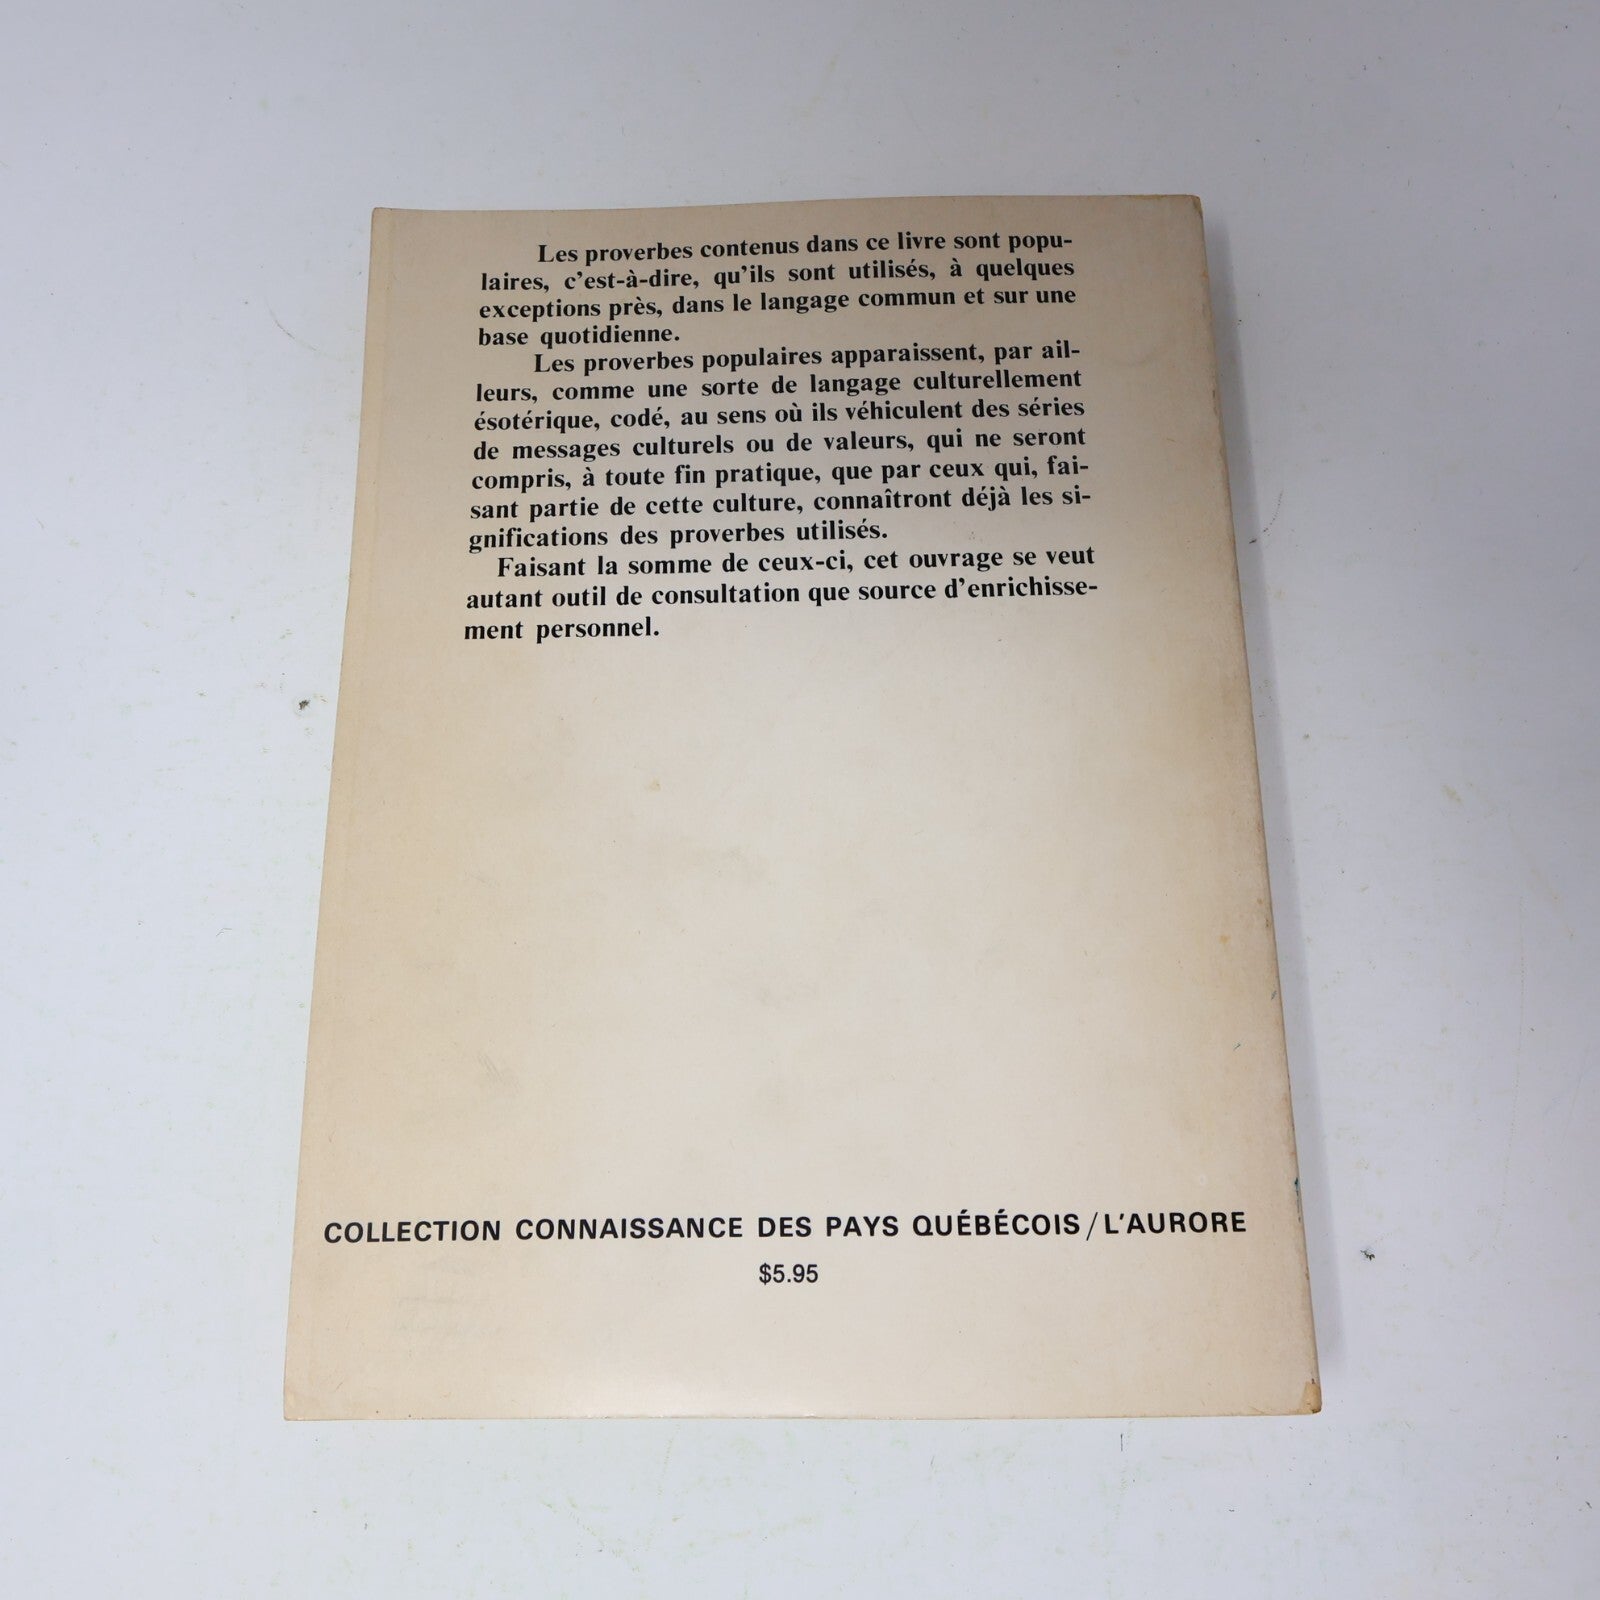 Les proverbes contenus dans ce livre sont popu-
laires, c'est-à-dire, qu'ils sont utilisés, à quelques
exceptions près, dans le langage commun et sur une
base quotidienne.
Les proverbes populaires apparaissent, par ail-
leurs, comme une sorte de langage culturellement
ésotérique, codé, au sens où ils véhiculent des séries
de messages culturels ou de valeurs, qui ne seront
compris, à toute fin pratique, que par ceux qui, fai-
sant partie de cette culture, connaîtront déjà les si-
gnifications des proverbes utilisés.
Faisant la somme de ceux-ci, cet ouvrage se veut
autant outil de consultation que source d'enrichisse-
ment personnel.
COLLECTION CONNAISSANCE DES PAYS QUÉBÉCOIS/L'AURORE
$5.95